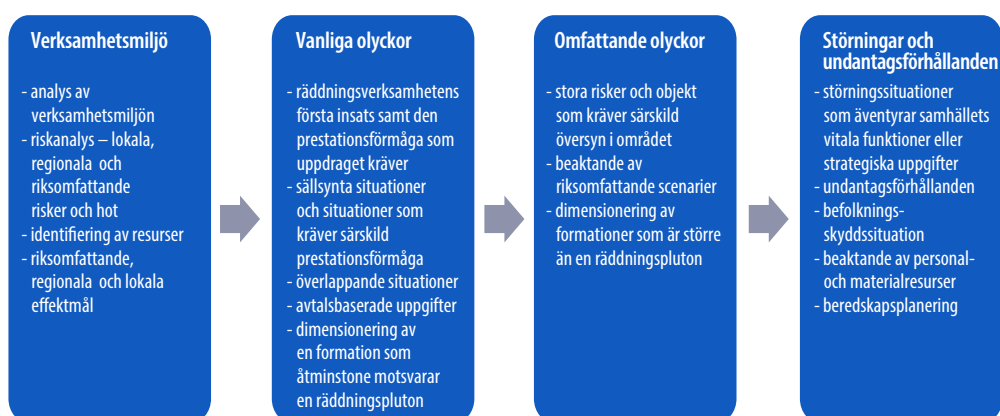 Verksamhetsmiljö
- analys av
verksamhetsmiljön
- riskanalys – lokala,
regionala och
riksomfattande
risker och hot
- identifiering av resurser
- riksomfattande,
regionala och lokala
effektmål
Vanliga olyckor
- räddningsverksamhetens
första insats samt den
prestationsförmåga som
uppdraget kräver
- sällsynta situationer
och situationer som
kräver särskild
prestationsförmåga
- överlappande situationer
- avtalsbaserade uppgifter
- dimensionering av
en formation som
åtminstone motsvarar
en räddningspluton
Omfattande olyckor
- stora risker och objekt
som kräver särskild
översyn i området
- beaktande av
riksomfattande scenarier
- dimensionering av
formationer som är större
än en räddningspluton
Störningar och
undantagsförhållanden
- störningssituationer
som äventyrar samhällets
vitala funktioner eller
strategiska uppgifter
- undantagsförhållanden
- befolknings-
skyddssituation
- beaktande av personal-
och materialresurser
- beredskapsplanering